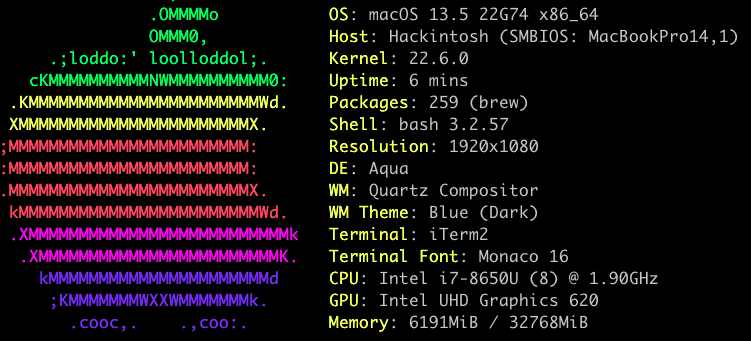 .OMMMMo OS: macOS 13.5 22G74 x86_64
OMMM0, Host: Hackintosh (SMBIOS: MacBookPro14,1)
.;loddo:' loolloddol;. Kernel: 22.6.0
cKMMMMMMMMMMNWMMMMMMMMMM0: Uptime: 6 mins
.KMMMMMMMMMMMMMMMMMMMMMMMWd. Packages: 259 (brew)
XMMMMMMMMMMMMMMMMMMMMMMMX. Shell: bash 3.2.57
;MMMMMMMMMMMMMMMMMMMMMMMM: Resolution: 1920x1080
:MMMMMMMMMMMMMMMMMMMMMMMM: DE: Aqua
.MMMMMMMMMMMMMMMMMMMMMMMMX. WM: Quartz Compositor
kMMMMMMMMMMMMMMMMMMMMMMMMWd. WM Theme: Blue (Dark)
.XMMMMMMMMMMMMMMMMMMMMMMMMMMk Terminal: iTerm2
.XMMMMMMMMMMMMMMMMMMMMMMMMK. Terminal Font: Monaco 16
kMMMMMMMMMMMMMMMMMMMMMMd CPU: Intel i7-8650U (8) @ 1.90GHz
;KMMMMMMMWXXWMMMMMMMk. GPU: Intel UHD Graphics 620
.cooc,. .,coo:. Memory: 6191MiB / 32768MiB